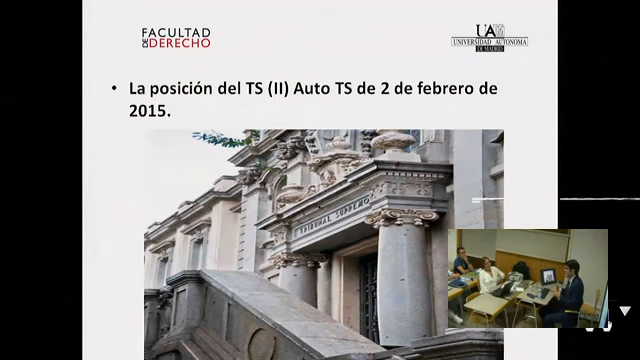 FACULTAD
DE DERECHO
UAM
UNIVERSIDAD AUTONOMA
DE MADRID
• La posición del TS (II) Auto TS de 2 de febrero de
2015.
TRIBUNAL SUPREMO